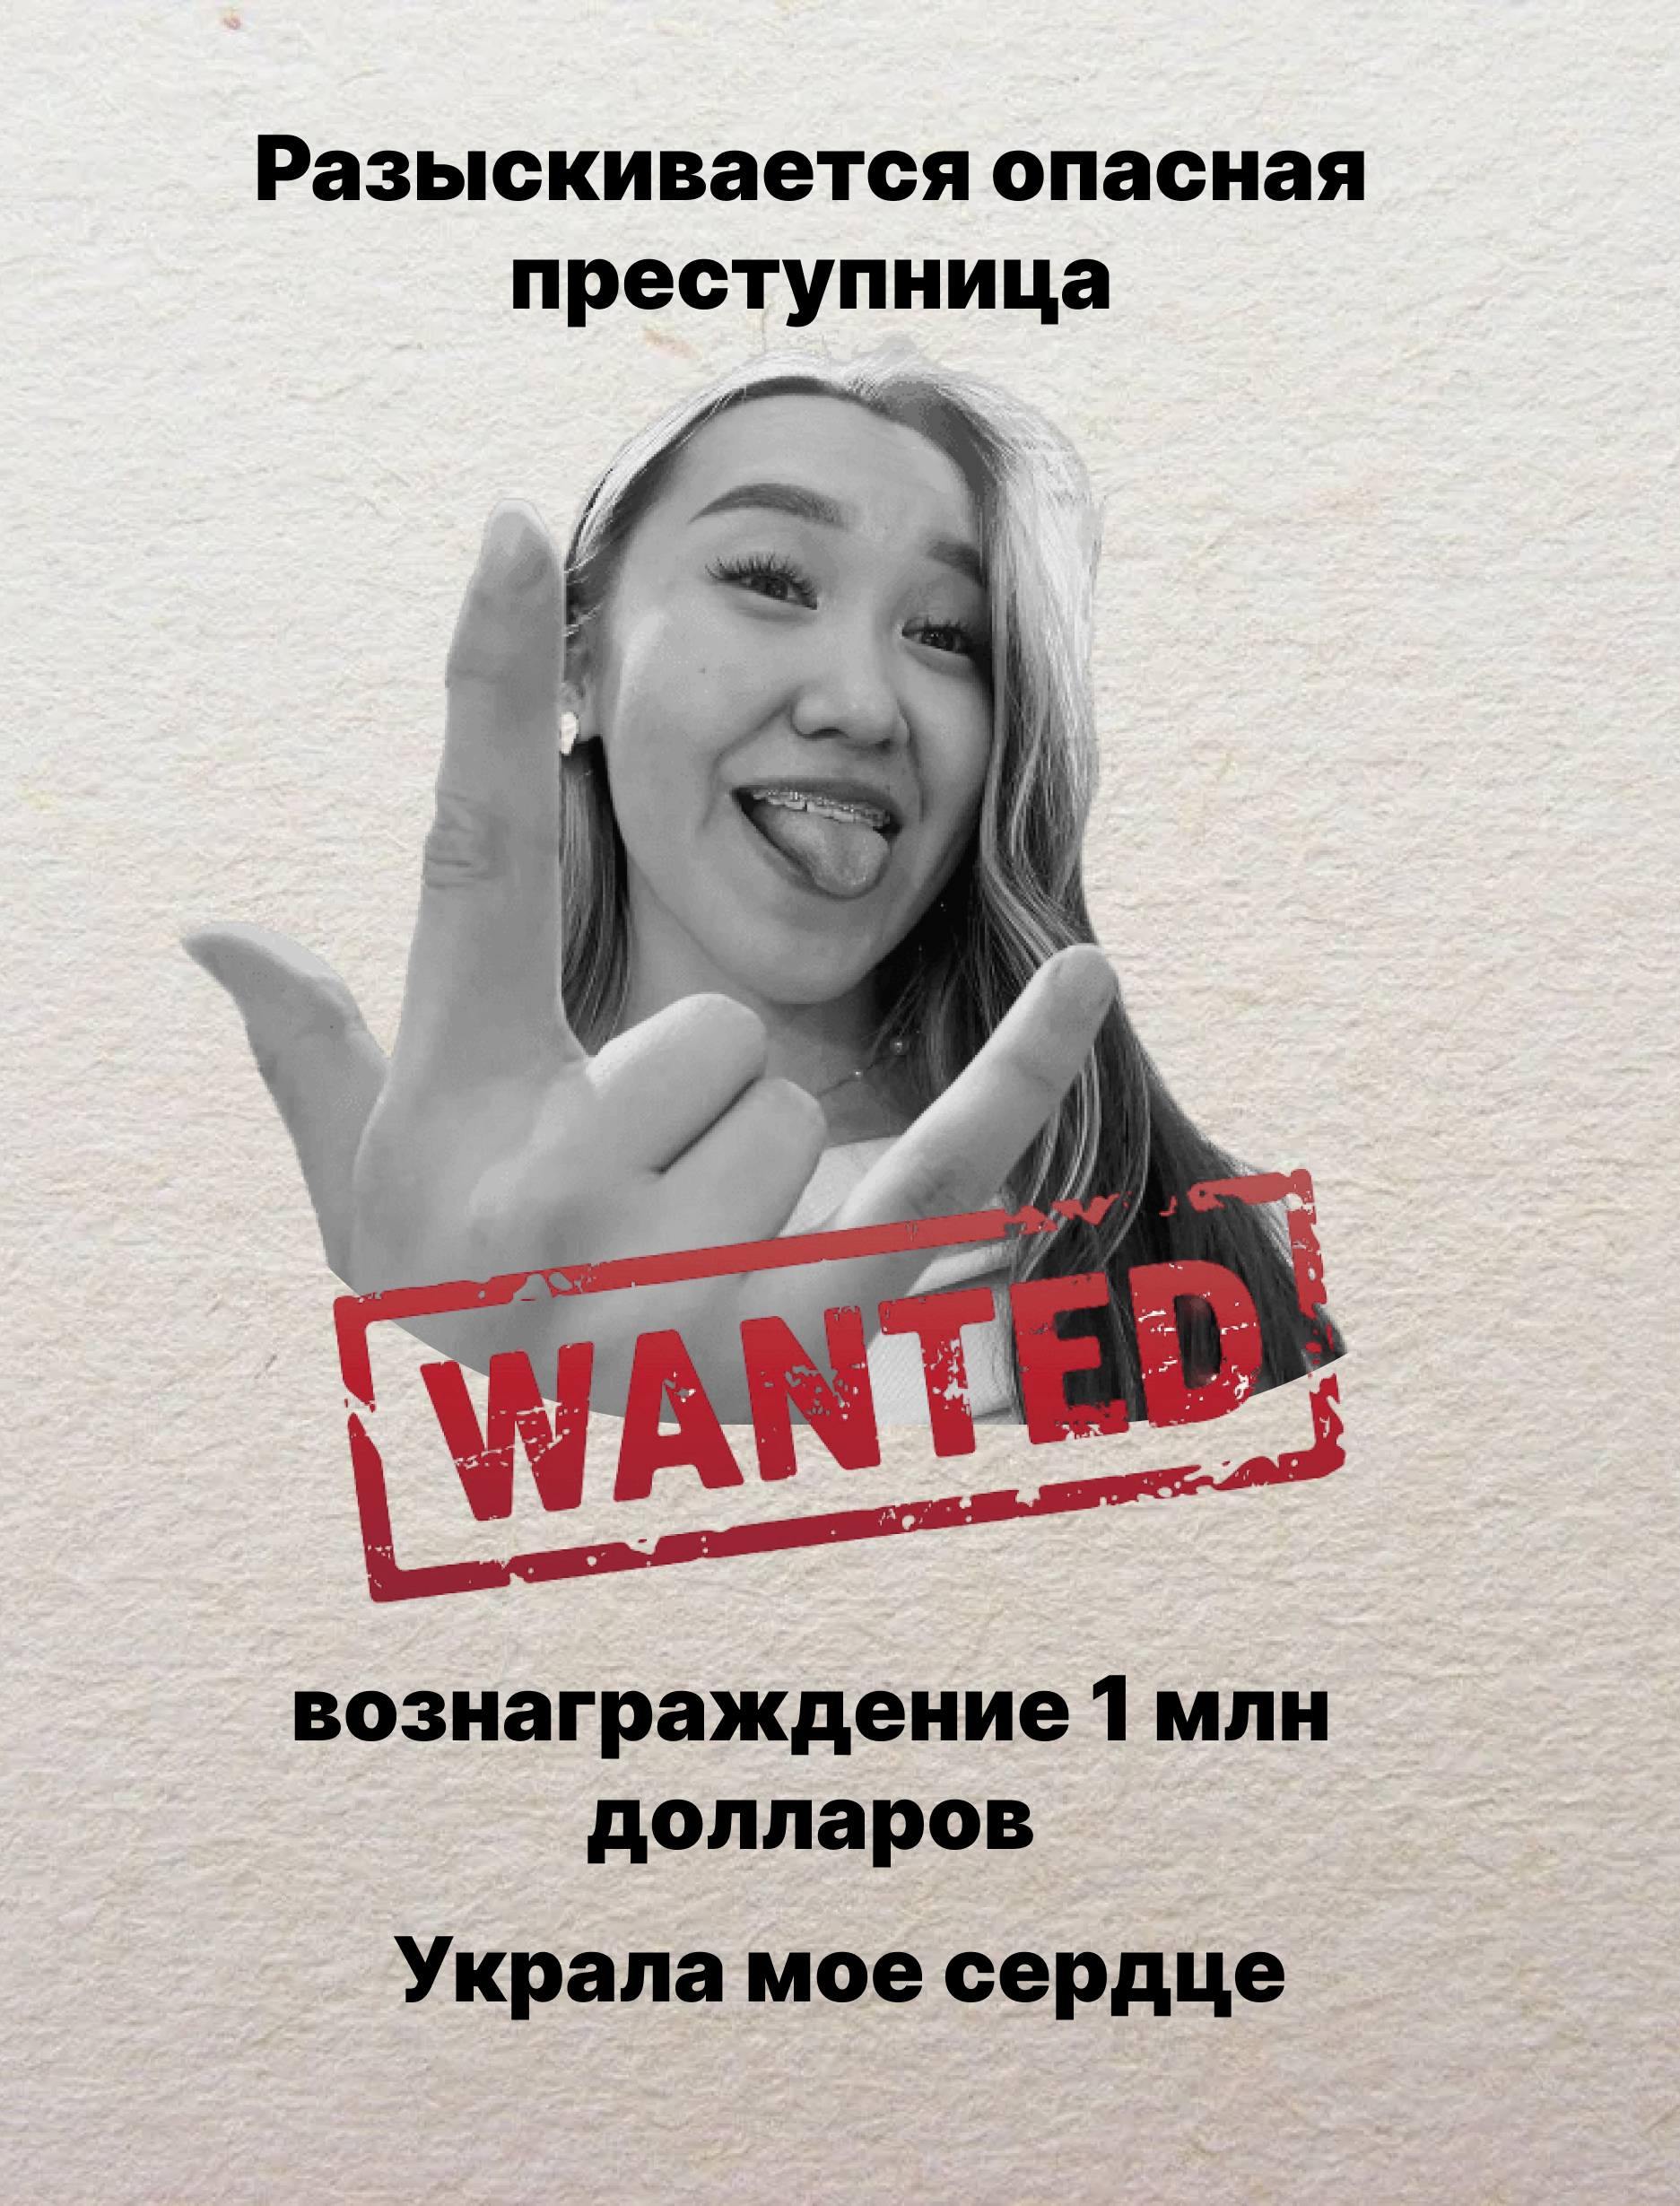 Разыскивается опасная
преступница
WANTED
вознаграждение 1 млн
долларов
Украла мое сердце